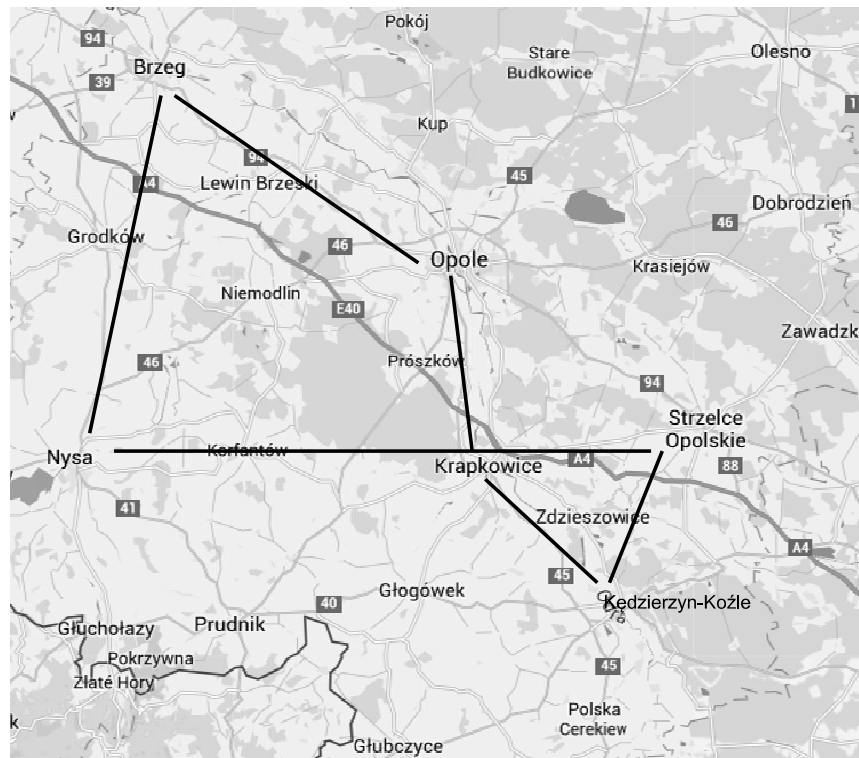 Pokój
94
Brzeg
39
Stare
Budkowice
Olesno
1
Kup
94
45
A4
Lewin Brzeski
Dobrodzień
Grodków
46
46
Opole
Krasiejów
Niemodlin
E40
Zawadzk
46
Prószków
94
Strzelce
Opolskie
Nysa
Korfantów
Krapkowice
A4
88
41
Zdzieszowice
A4
45
Głogówek
40
Kędzierzyn-Koźle
Głuchołazy
Prudnik
Pokrzywna
Zlaté Hory
45
Polska
Cerekiew
k
Głubczyce